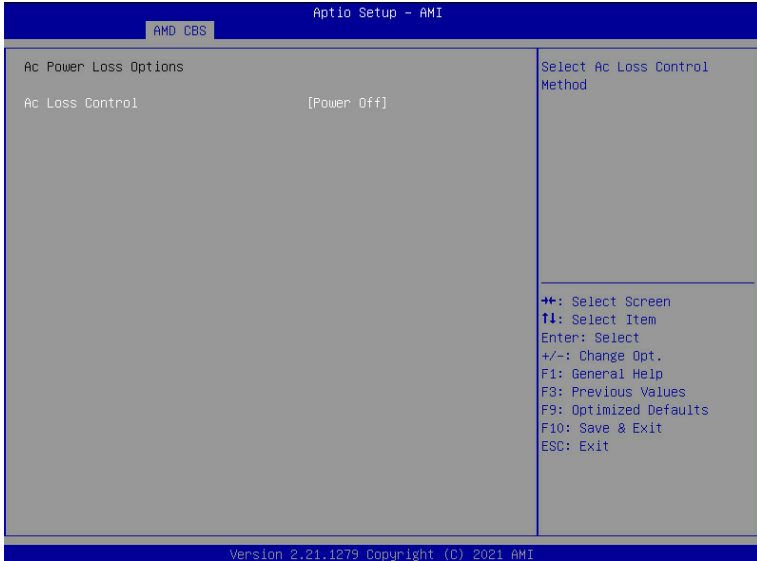 Aptio Setup – AMI
AMD CBS
Ac Power Loss Options
Ac Loss Control [Power Off]
Select Ac Loss Control
Method
→←: Select Screen
↑↓: Select Item
Enter: Select
+/-: Change Opt.
F1: General Help
F3: Previous Values
F9: Optimized Defaults
F10: Save & Exit
ESC: Exit
Version 2.21.1279 Copyright (C) 2021 AMI